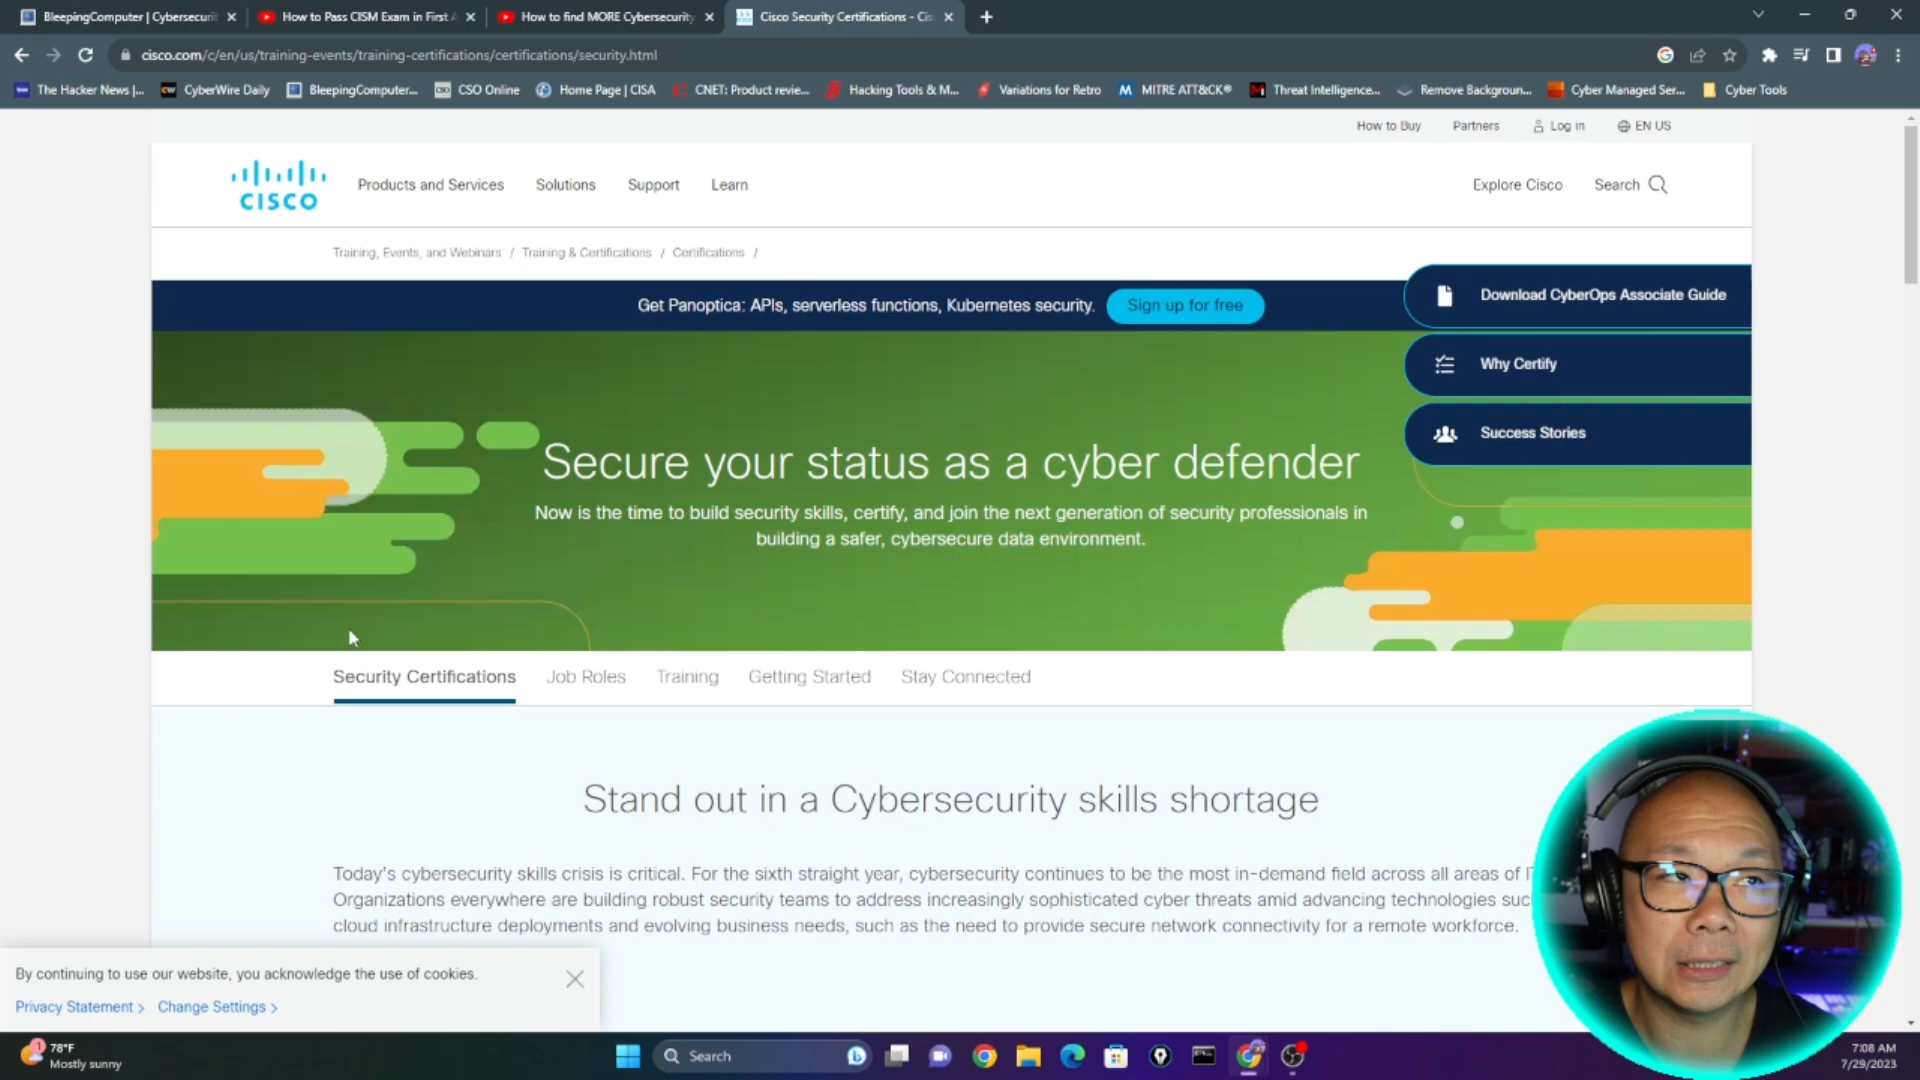 BleepingComputer | Cybersecurit
How to Pass CISM Exam in First A
How to find MORE Cybersecurity
Cisco Security Certifications - Cis
cisco.com/c/en/us/training-events/training-certifications/certifications/security.html
The Hacker News |...
CyberWire Daily
BleepingComputer...
CSO Online
Home Page | CISA
CNET: Product revie...
Hacking Tools & M...
Variations for Retro
MITRE ATT&CK®
Threat Intelligence...
Remove Backgroun...
Cyber Managed Ser...
Cyber Tools
How to Buy
Partners
Log in
EN US
CISCO
Products and Services
Solutions
Support
Learn
Explore Cisco
Search
Training, Events, and Webinars / Training & Certifications / Certifications /
Get Panoptica: APIs, serverless functions, Kubernetes security.
Sign up for free
Download CyberOps Associate Guide
Why Certify
Success Stories
Secure your status as a cyber defender
Now is the time to build security skills, certify, and join the next generation of security professionals in
building a safer, cybersecure data environment.
Security Certifications
Job Roles
Training
Getting Started
Stay Connected
Stand out in a Cybersecurity skills shortage
Today's cybersecurity skills crisis is critical. For the sixth straight year, cybersecurity continues to be the most in-demand field across all areas of I
Organizations everywhere are building robust security teams to address increasingly sophisticated cyber threats amid advancing technologies suc
cloud infrastructure deployments and evolving business needs, such as the need to provide secure network connectivity for a remote workforce.
By continuing to use our website, you acknowledge the use of cookies.
Privacy Statement >
Change Settings >
1
78°F
Mostly sunny
Search
7:08 AM
7/29/2023